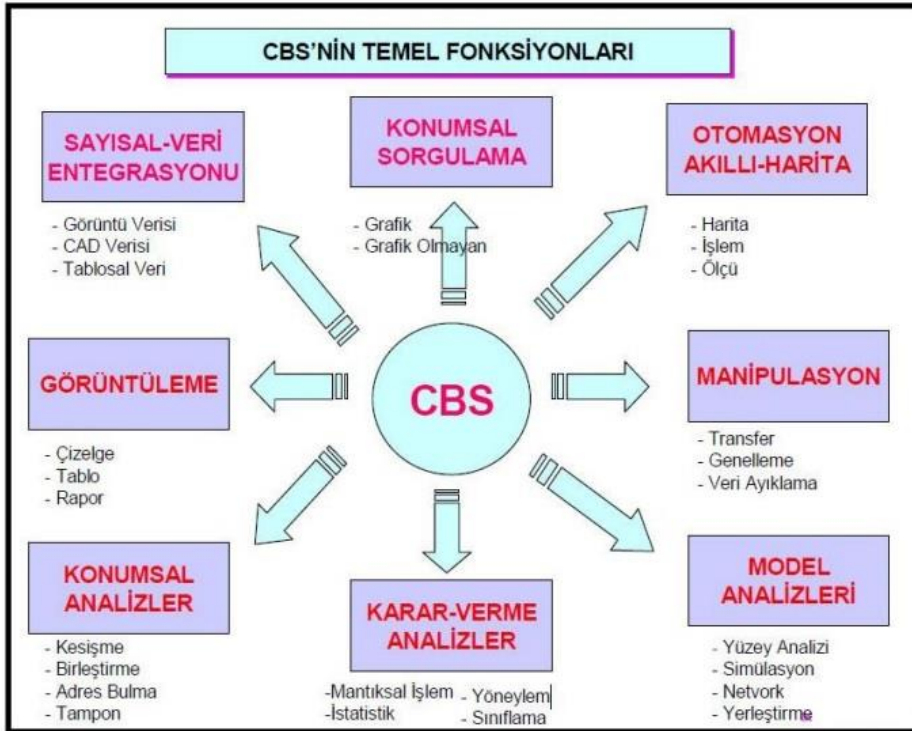 CBS'NİN TEMEL FONKSİYONLARI
SAYISAL-VERİ
ENTEGRASYONU
- Görüntü Verisi
- CAD Verisi
- Tablosal Veri
KONUMSAL
SORGULAMA
- Grafik
- Grafik Olmayan
OTOMASYON
AKILLI-HARİTA
- Harita
- İşlem
- Ölçü
GÖRÜNTÜLEME
- Çizelge
- Tablo
- Rapor
CBS
MANİPULASYON
- Transfer
- Genelleme
- Veri Ayıklama
KONUMSAL
ANALİZLER
- Kesişme
- Birleştirme
- Adres Bulma
- Tampon
KARAR-VERME
ANALİZLER
-Mantıksal İşlem
-İstatistik
- Yöneylem
- Sınıflama
MODEL
ANALİZLERİ
- Yüzey Analizi
- Simülasyon
- Network
- Yerleştirme